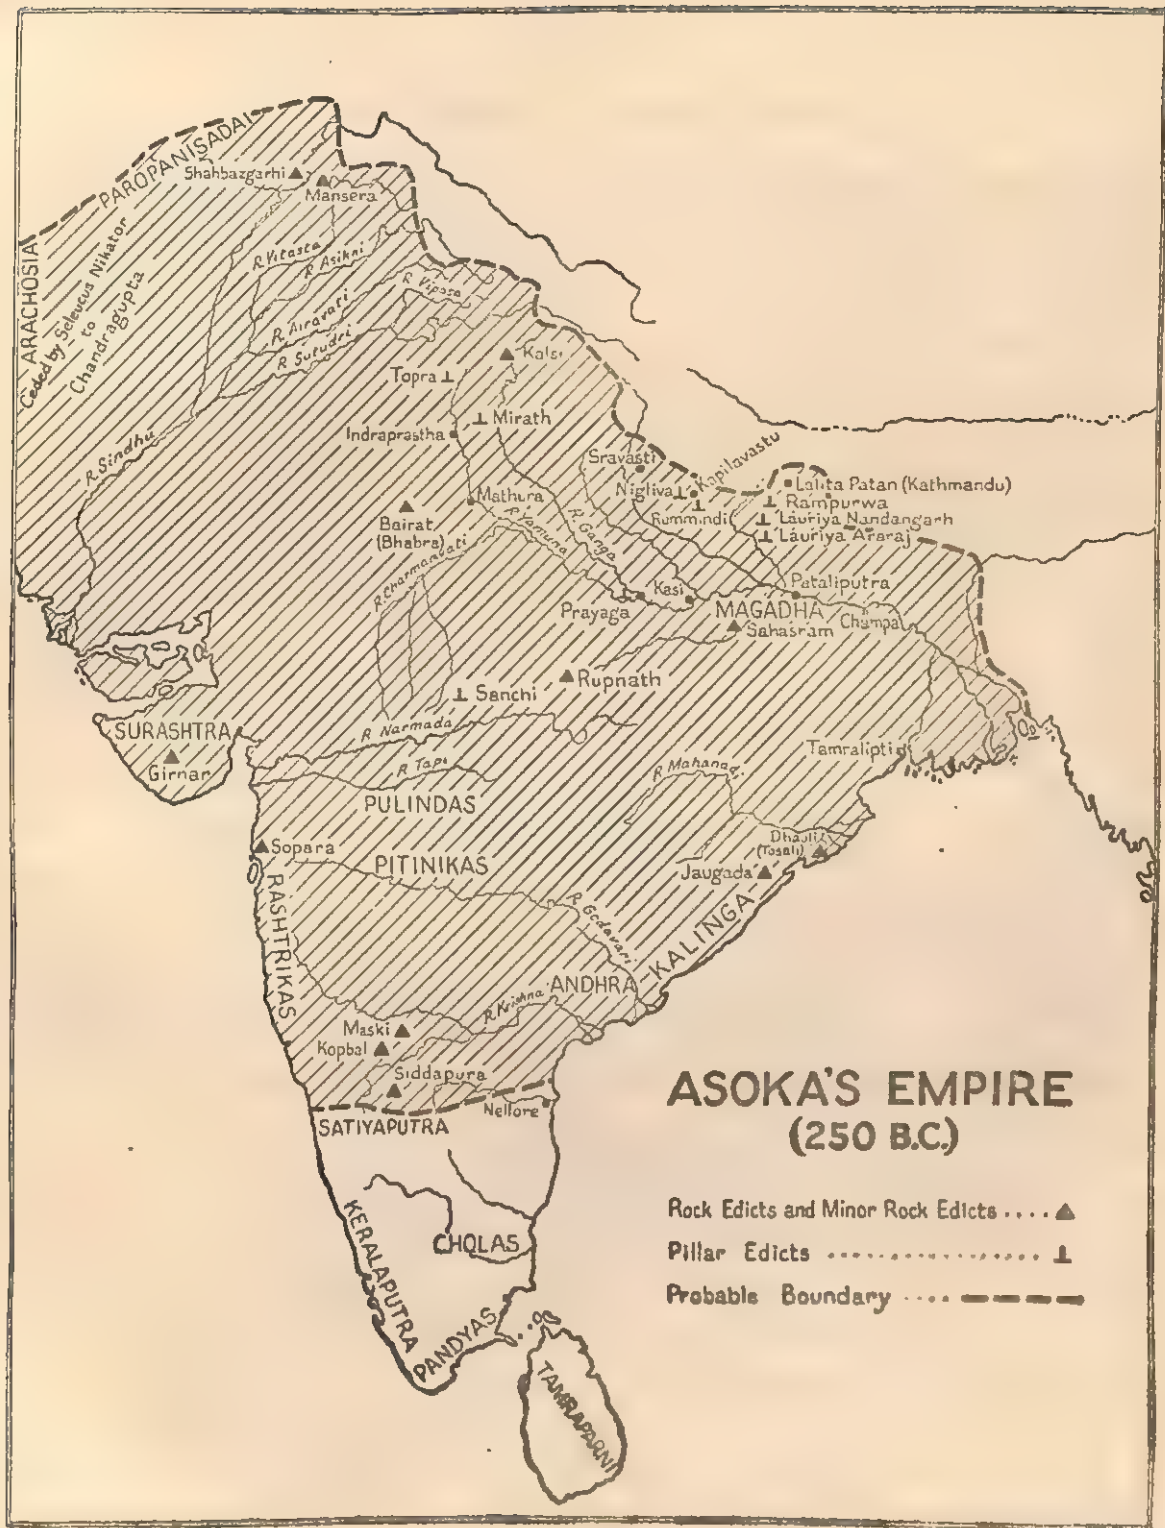 PAROPANISADAI
Shahbazgarhi
Mansera
ARACHOSIA
Ceded by Seleucus Nikator
to
Chandragupta
R. Vitasta
R. Asikni
R. Airavati
R. Vipasa
R. Sutudri
Kalsi
Topra
Mirath
Indraprastha
R. Sindhu
Sravasti
Kapilavastu
Nigliva
Rummindi
Lalita Patan (Kathmandu)
Rampurwa
Lauriya Nandangarh
Lauriya Araraj
Mathura
Bairat
(Bhabra)
R. Yamuna
R. Ganga
R. Charmanvati
Prayaga
Kasi
Pataliputra
MAGADHA
Champa
Sahasram
Rupnath
Sanchi
R. Narmada
SURASHTRA
Girnar
R. Tapi
Tamralipti
R. Mahanadi
PULINDAS
Sopara
PITINIKAS
Dhauli
(Tosali)
Jaugada
RASHTRIKAS
R. Godavari
KALINGA
ANDHRA
R. Krishna
Maski
Kopbal
Siddapura
Nellore
SATIYAPUTRA
KERALAPUTRA
CHOLAS
PANDYAS
TAMRAPARNI
ASOKA'S EMPIRE
(250 B.C.)
Rock Edicts and Minor Rock Edicts ....
Pillar Edicts ..................
Probable Boundary ....